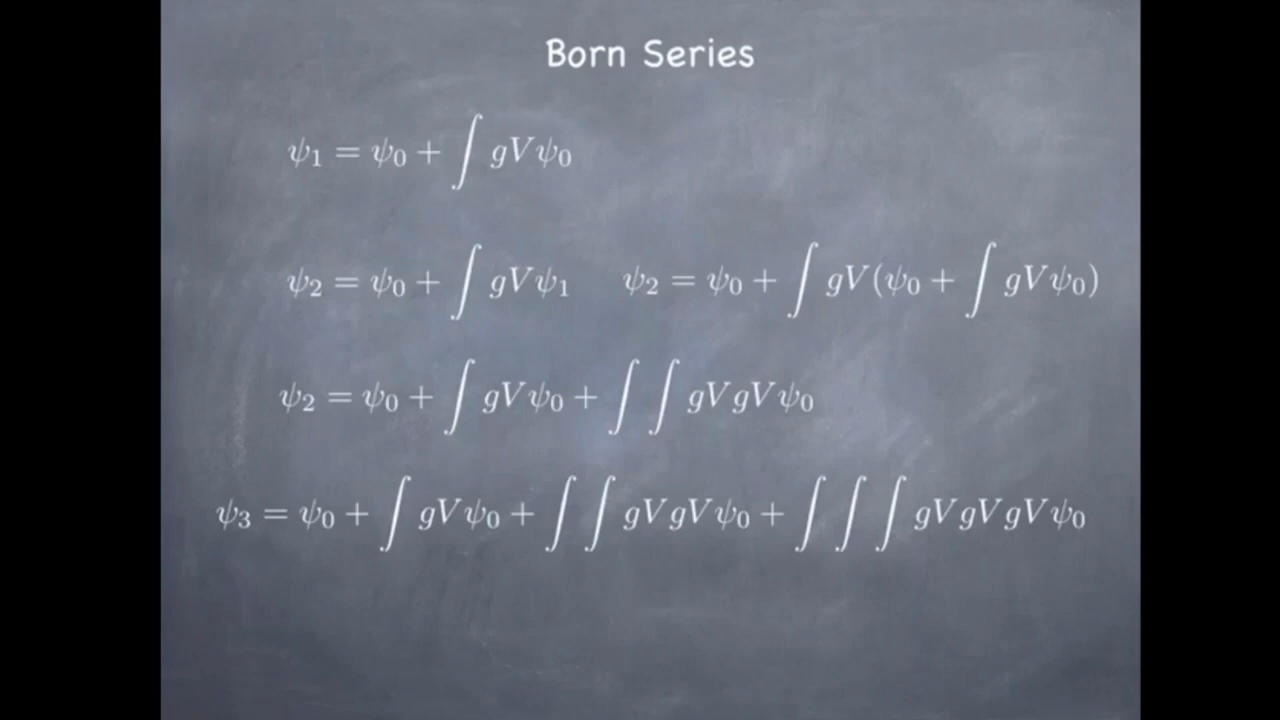 Born Series
ψ₁ = ψ₀ + ∫ gVψ₀
ψ₂ = ψ₀ + ∫ gVψ₁    ψ₂ = ψ₀ + ∫ gV(ψ₀ + ∫ gVψ₀)
ψ₂ = ψ₀ + ∫ gVψ₀ + ∫ ∫ gVgVψ₀
ψ₃ = ψ₀ + ∫ gVψ₀ + ∫ ∫ gVgVψ₀ + ∫ ∫ ∫ gVgVgVψ₀